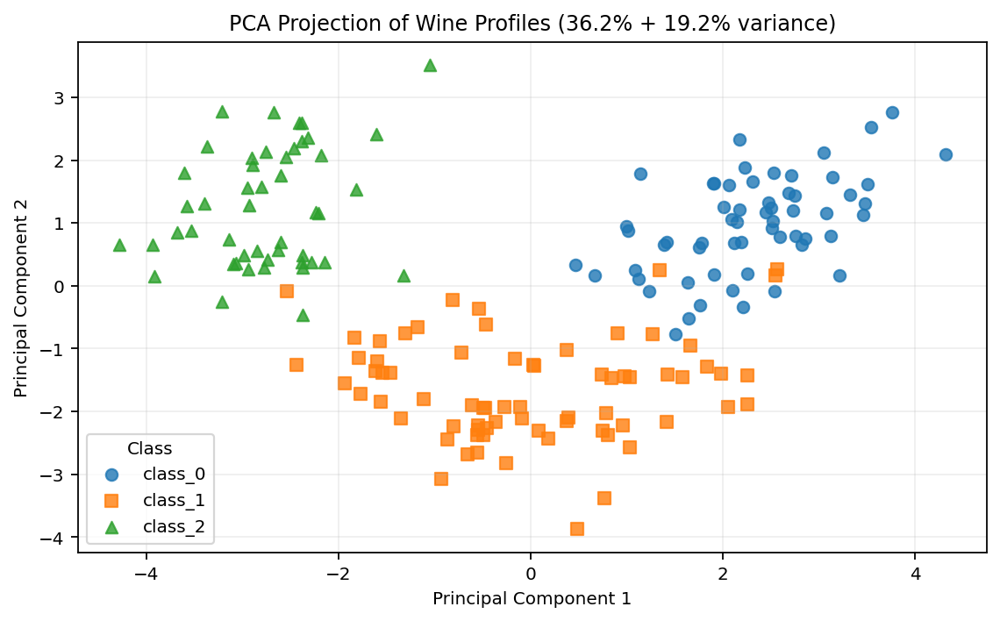 PCA Projection of Wine Profiles (36.2% + 19.2% variance)
Principal Component 2
3
2
1
0
−1
−2
−3
−4
Class
class_0
class_1
class_2
−4
−2
0
2
4
Principal Component 1